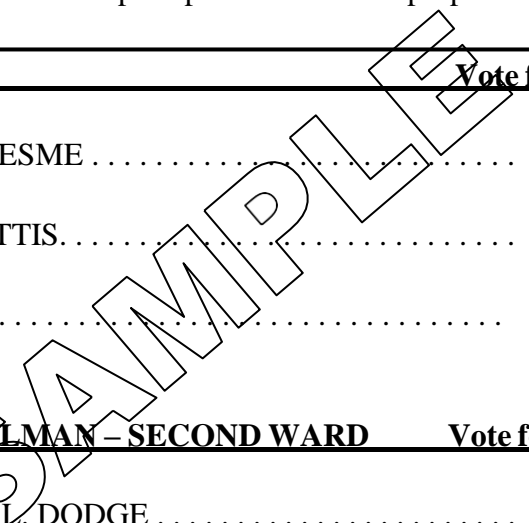 Vote f
ESME . . . . . . . . . . . . . . . . . . . . . . . . . . . .
TTIS. . . . . . . . . . . . . . . . . . . . . . . . . . . . .
. . . . . . . . . . . . . . . . . . . . . . . . . . . . . . .
LMAN – SECOND WARD Vote f
L. DODGE . . . . . . . . . . . . . . . . . . . . . . .
SAMPLE